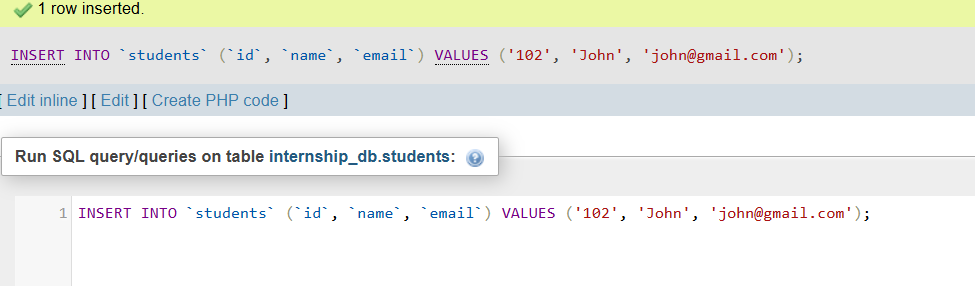 1 row inserted.
INSERT INTO `students` (`id`, `name`, `email`) VALUES ('102', 'John', 'john@gmail.com');
[ Edit inline ] [ Edit ] [ Create PHP code ]
Run SQL query/queries on table internship_db.students:
1 INSERT INTO `students` (`id`, `name`, `email`) VALUES ('102', 'John', 'john@gmail.com');